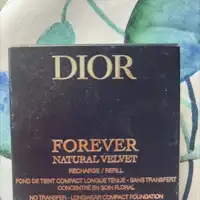 DIOR
FOREVER
NATURAL VELVET
RECHARGE / REFILL
FOND DE TEINT COMPACT LONGUE TENUE - SANS TRANSFERT
CONCENTRÉ EN SOIN FLORAL
NO TRANSFER - LONGWEAR COMPACT FOUNDATION